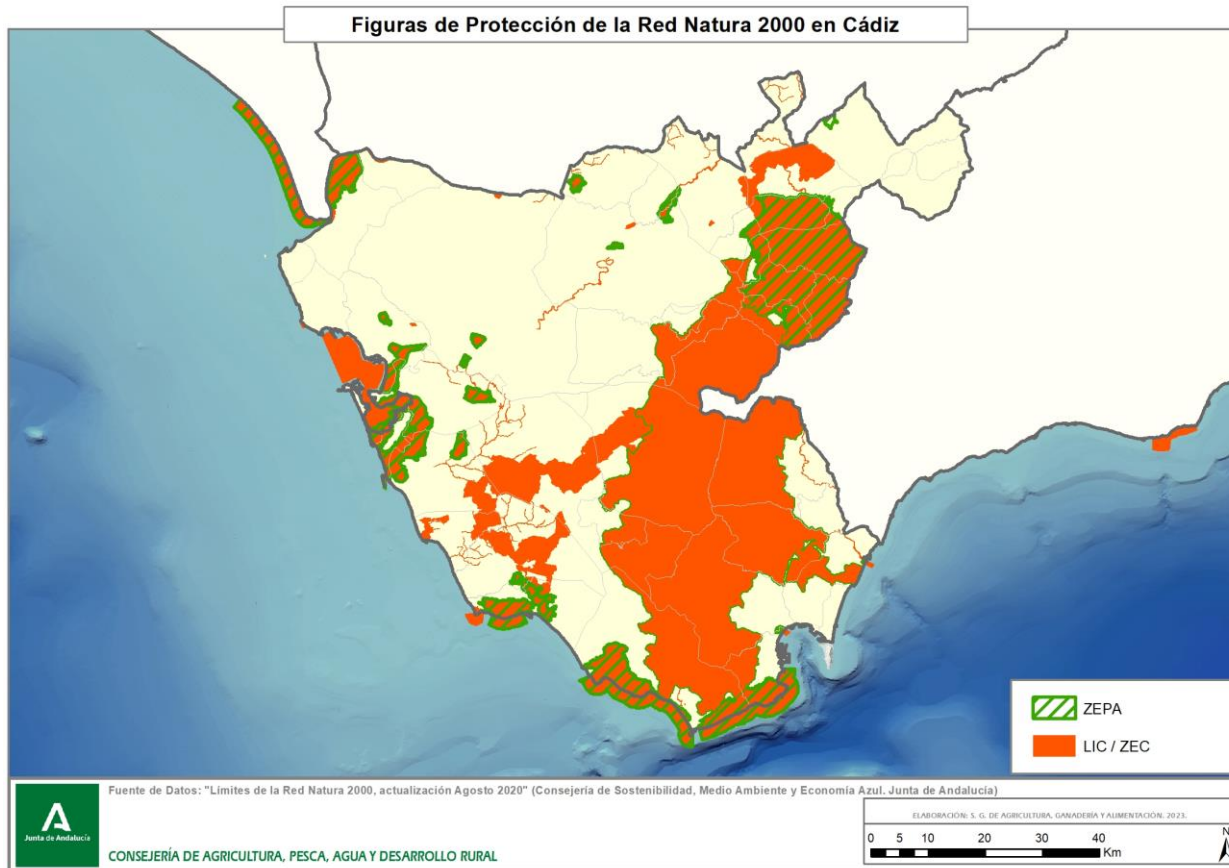 Figuras de Protección de la Red Natura 2000 en Cádiz
ZEPA
LIC / ZEC
Fuente de Datos: "Límites de la Red Natura 2000, actualización Agosto 2020" (Consejería de Sostenibilidad, Medio Ambiente y Economía Azul. Junta de Andalucía)
Junta de Andalucía
CONSEJERÍA DE AGRICULTURA, PESCA, AGUA Y DESARROLLO RURAL
ELABORACIÓN: S. G. DE AGRICULTURA, GANADERÍA Y ALIMENTACIÓN. 2023.
0 5 10 20 30 40
Km
N